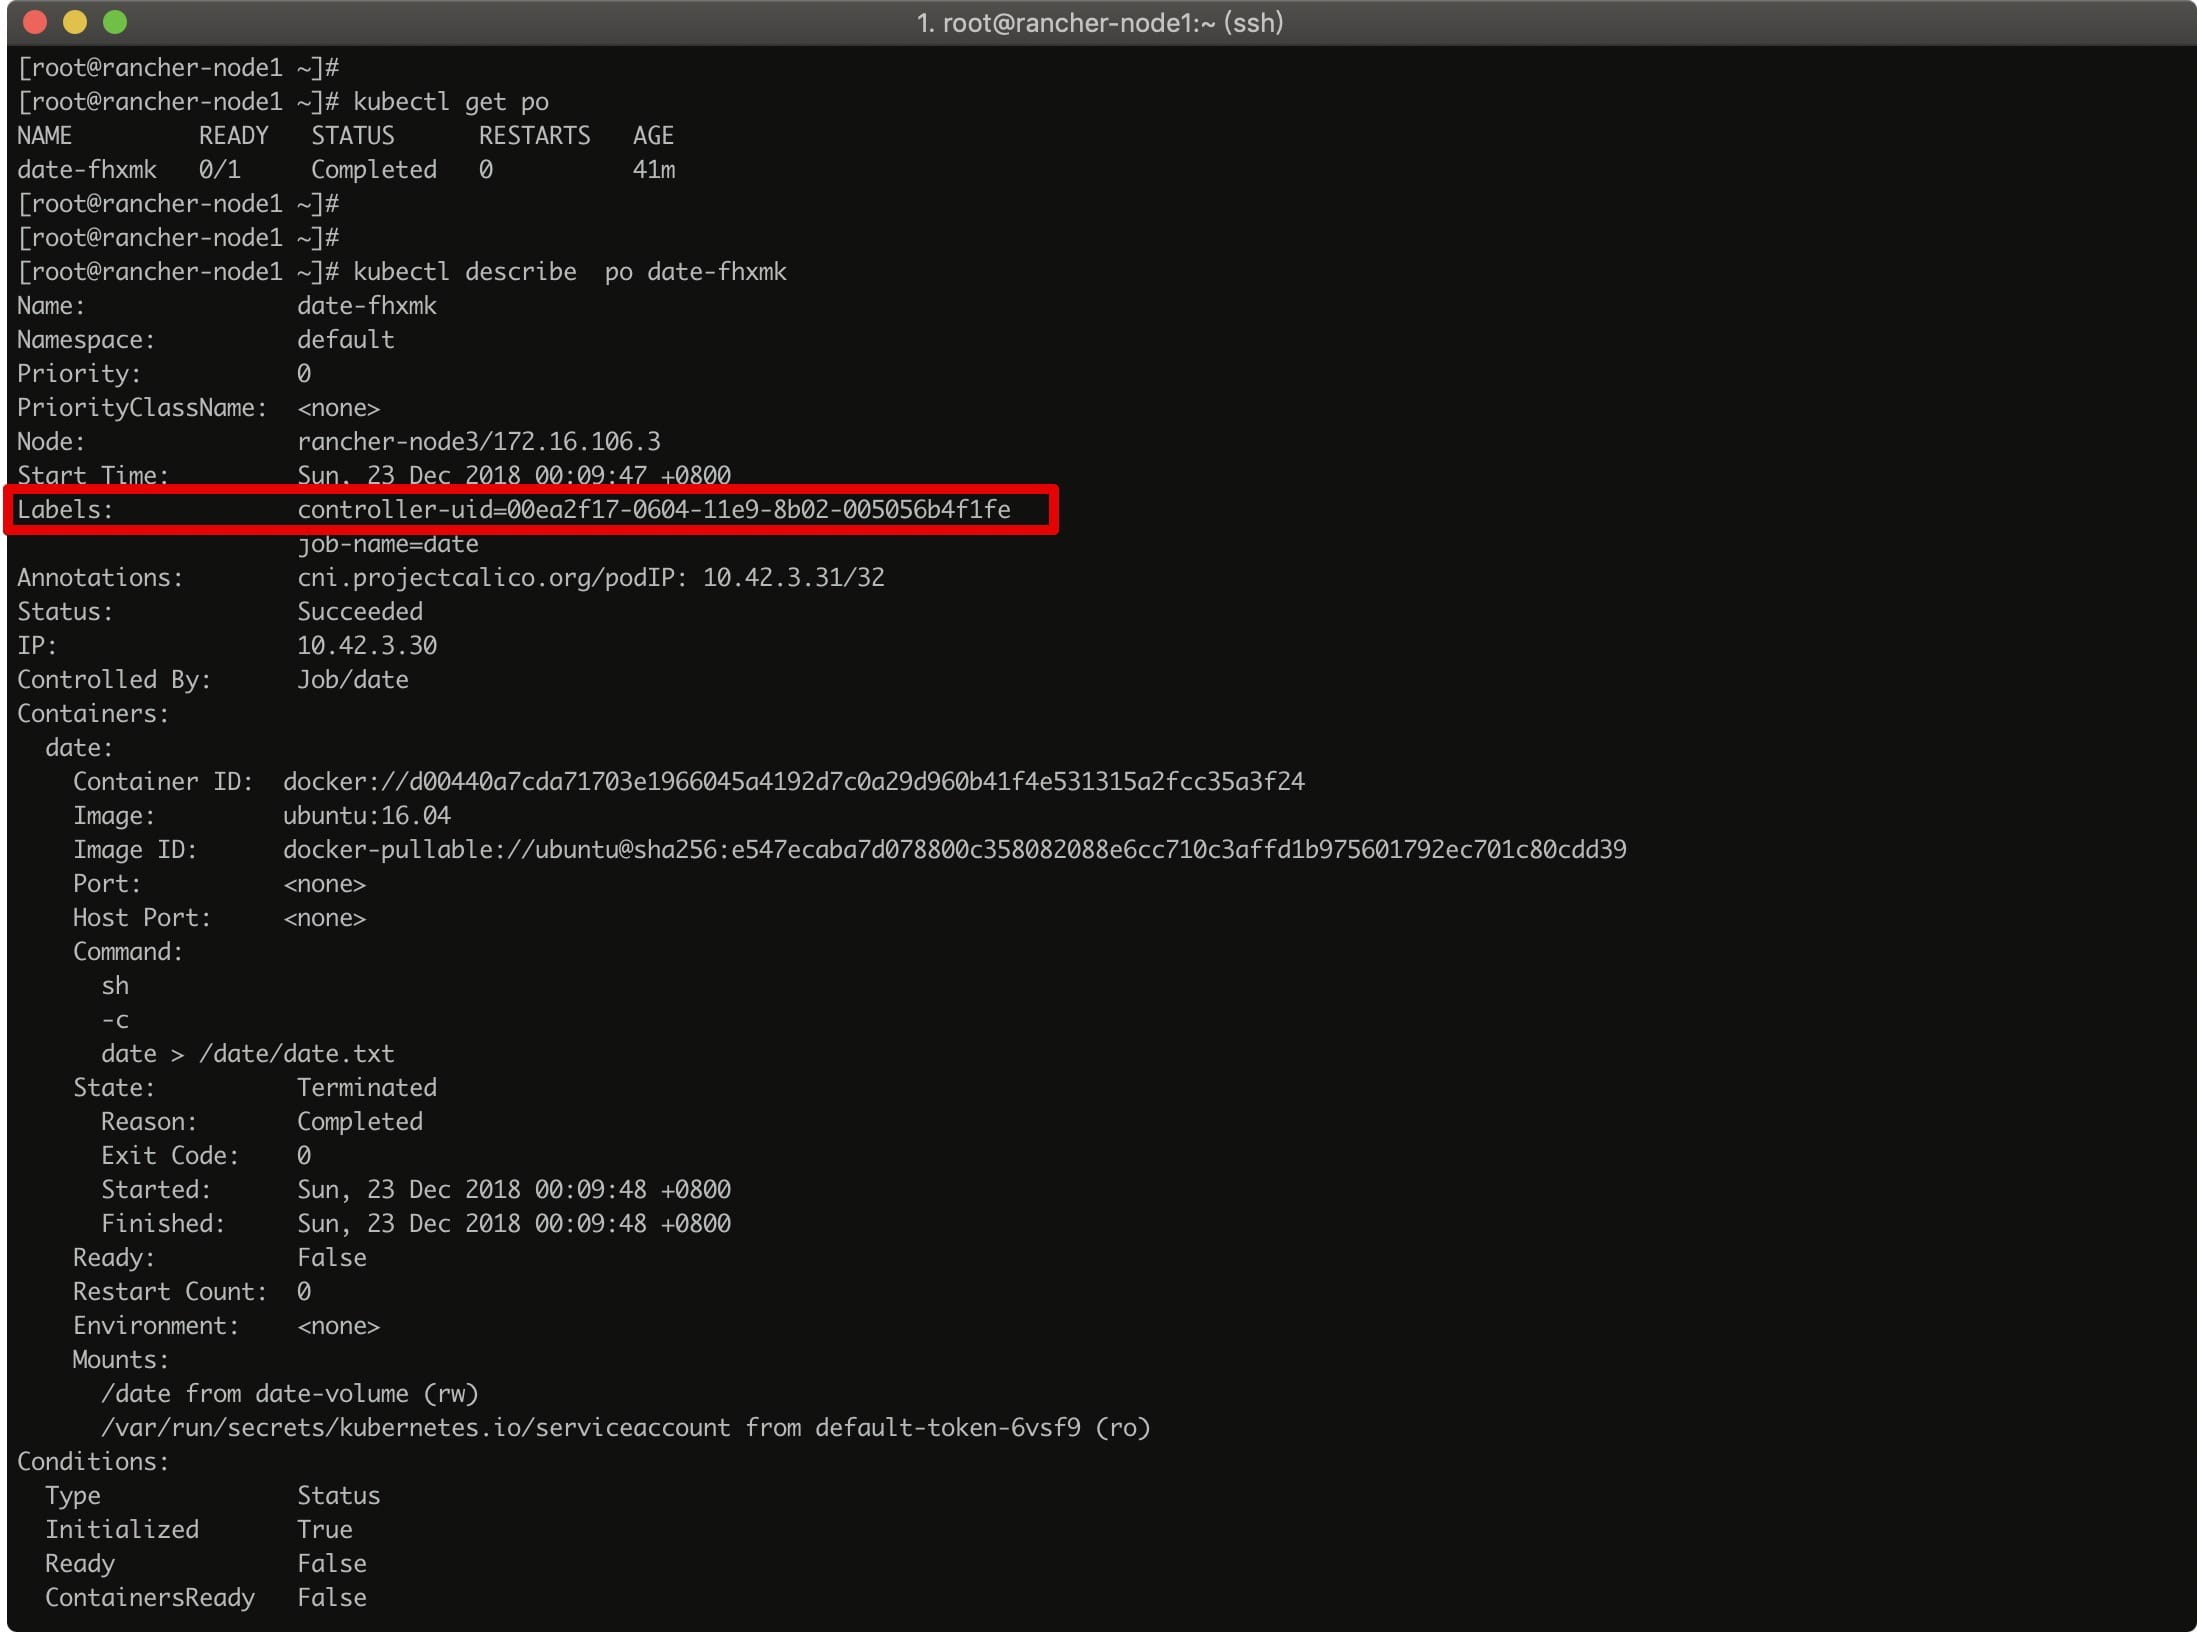 1. root@rancher-node1:~ (ssh)
[root@rancher-node1 ~]#
[root@rancher-node1 ~]# kubectl get po
NAME         READY   STATUS      RESTARTS   AGE
date-fhxmk   0/1     Completed   0          41m
[root@rancher-node1 ~]#
[root@rancher-node1 ~]#
[root@rancher-node1 ~]# kubectl describe  po date-fhxmk
Name:               date-fhxmk
Namespace:          default
Priority:           0
PriorityClassName:  <none>
Node:               rancher-node3/172.16.106.3
Start Time:         Sun, 23 Dec 2018 00:09:47 +0800
Labels:             controller-uid=00ea2f17-0604-11e9-8b02-005056b4f1fe
                    job-name=date
Annotations:        cni.projectcalico.org/podIP: 10.42.3.31/32
Status:             Succeeded
IP:                 10.42.3.30
Controlled By:      Job/date
Containers:
  date:
    Container ID:  docker://d00440a7cda71703e1966045a4192d7c0a29d960b41f4e531315a2fcc35a3f24
    Image:         ubuntu:16.04
    Image ID:      docker-pullable://ubuntu@sha256:e547ecaba7d078800c358082088e6cc710c3affd1b975601792ec701c80cdd39
    Port:          <none>
    Host Port:     <none>
    Command:
      sh
      -c
      date > /date/date.txt
    State:          Terminated
      Reason:       Completed
      Exit Code:    0
      Started:      Sun, 23 Dec 2018 00:09:48 +0800
      Finished:     Sun, 23 Dec 2018 00:09:48 +0800
    Ready:          False
    Restart Count:  0
    Environment:    <none>
    Mounts:
      /date from date-volume (rw)
      /var/run/secrets/kubernetes.io/serviceaccount from default-token-6vsf9 (ro)
Conditions:
  Type              Status
  Initialized       True
  Ready             False
  ContainersReady   False